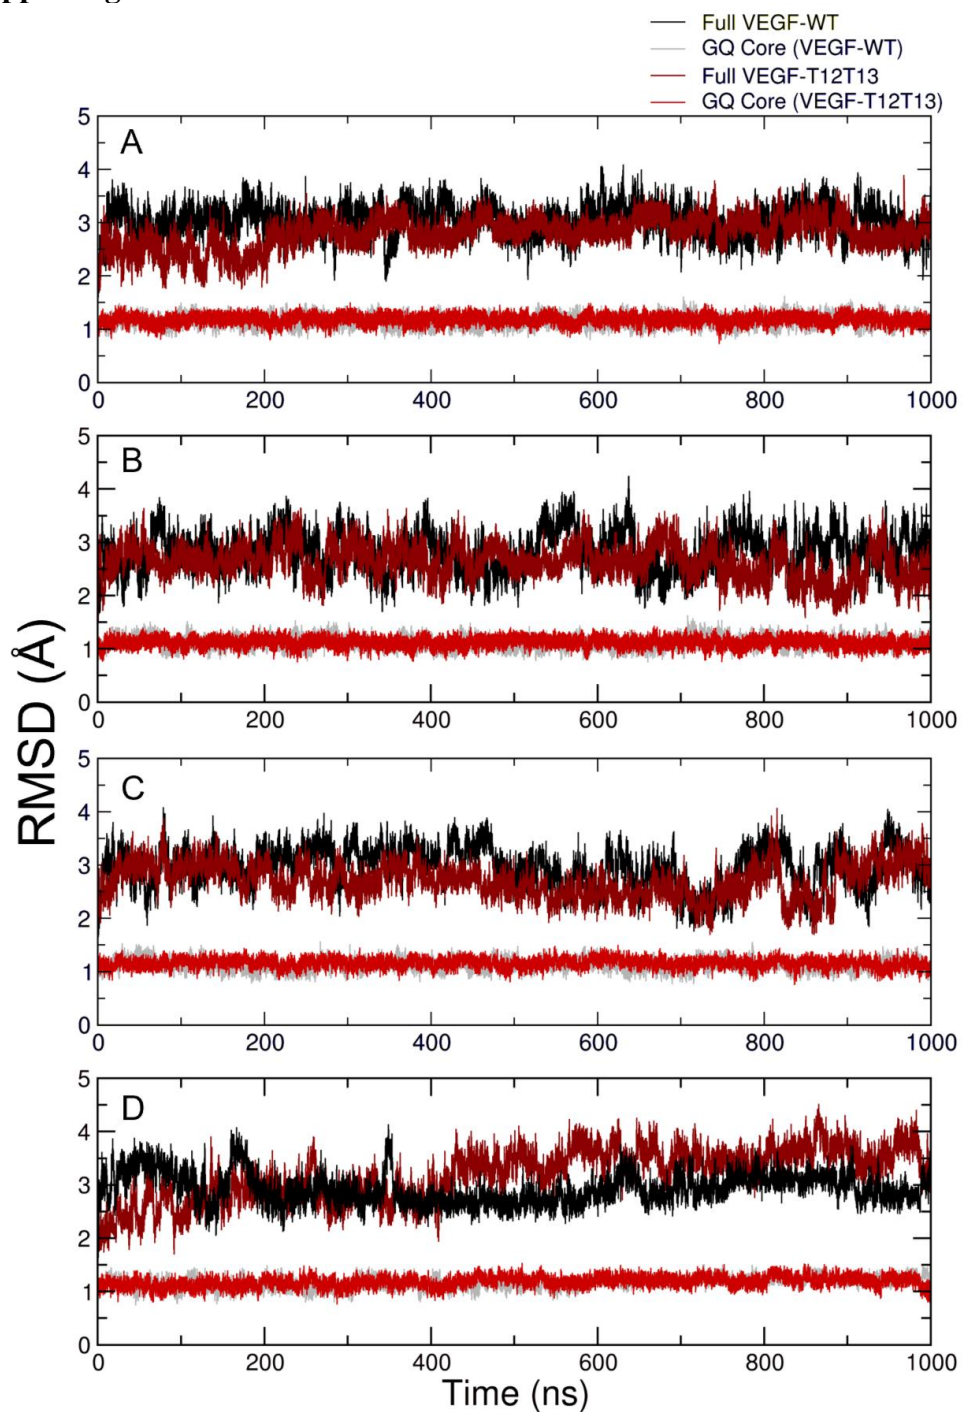 Full VEGF-WT
GQ Core (VEGF-WT)
Full VEGF-T12T13
GQ Core (VEGF-T12T13)
A
5
4
3
2
1
0
0 200 400 600 800 1000
B
5
4
3
2
1
0
0 200 400 600 800 1000
RMSD (Å)
C
5
4
3
2
1
0
0 200 400 600 800 1000
D
5
4
3
2
1
0
0 200 400 600 800 1000
Time (ns)